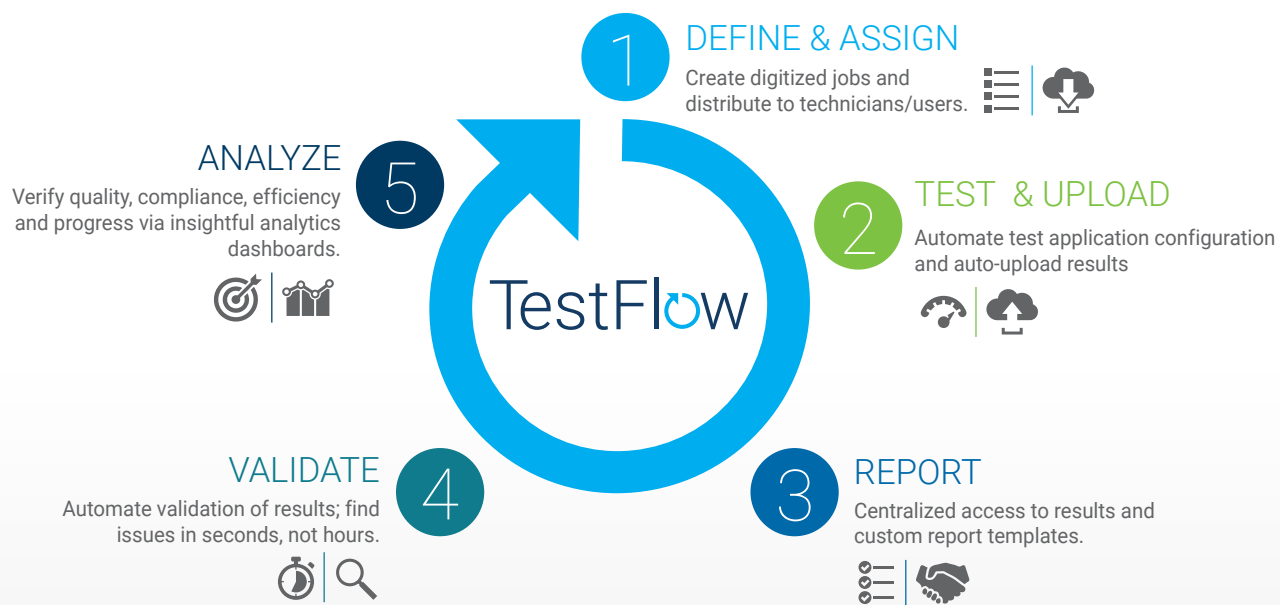 1
DEFINE & ASSIGN
Create digitized jobs and
distribute to technicians/users.
2
TEST & UPLOAD
Automate test application configuration
and auto-upload results
3
REPORT
Centralized access to results and
custom report templates.
4
VALIDATE
Automate validation of results; find
issues in seconds, not hours.
5
ANALYZE
Verify quality, compliance, efficiency
and progress via insightful analytics
dashboards.
TestFlow